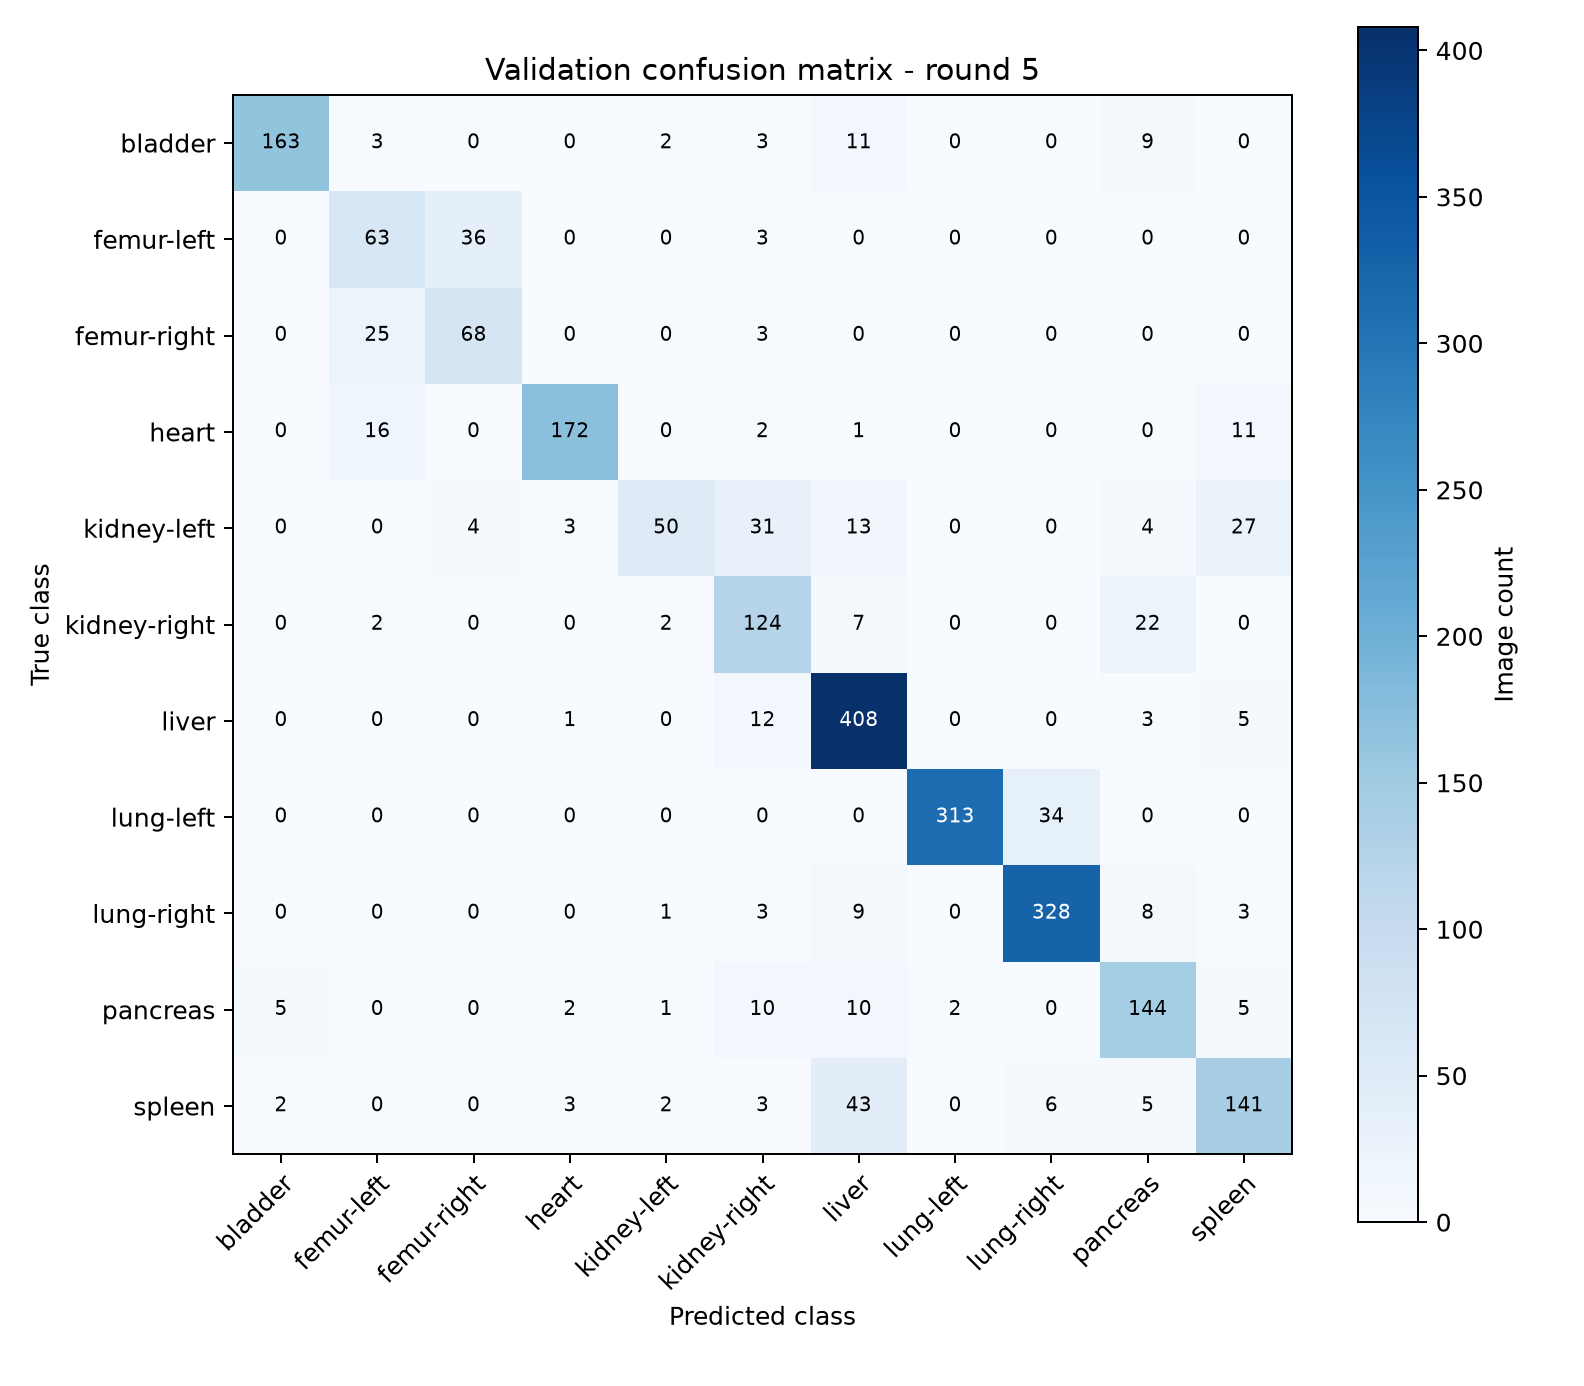 Validation confusion matrix - round 5
bladder 163 3 0 0 2 3 11 0 0 9 0
femur-left 0 63 36 0 0 3 0 0 0 0 0
femur-right 0 25 68 0 0 3 0 0 0 0 0
heart 0 16 0 172 0 2 1 0 0 0 11
kidney-left 0 0 4 3 50 31 13 0 0 4 27
kidney-right 0 2 0 0 2 124 7 0 0 22 0
liver 0 0 0 1 0 12 408 0 0 3 5
lung-left 0 0 0 0 0 0 0 313 34 0 0
lung-right 0 0 0 0 1 3 9 0 328 8 3
pancreas 5 0 0 2 1 10 10 2 0 144 5
spleen 2 0 0 3 2 3 43 0 6 5 141
True class
bladder femur-left femur-right heart kidney-left kidney-right liver lung-left lung-right pancreas spleen
Predicted class
400
350
300
250
200
150
100
50
0
Image count